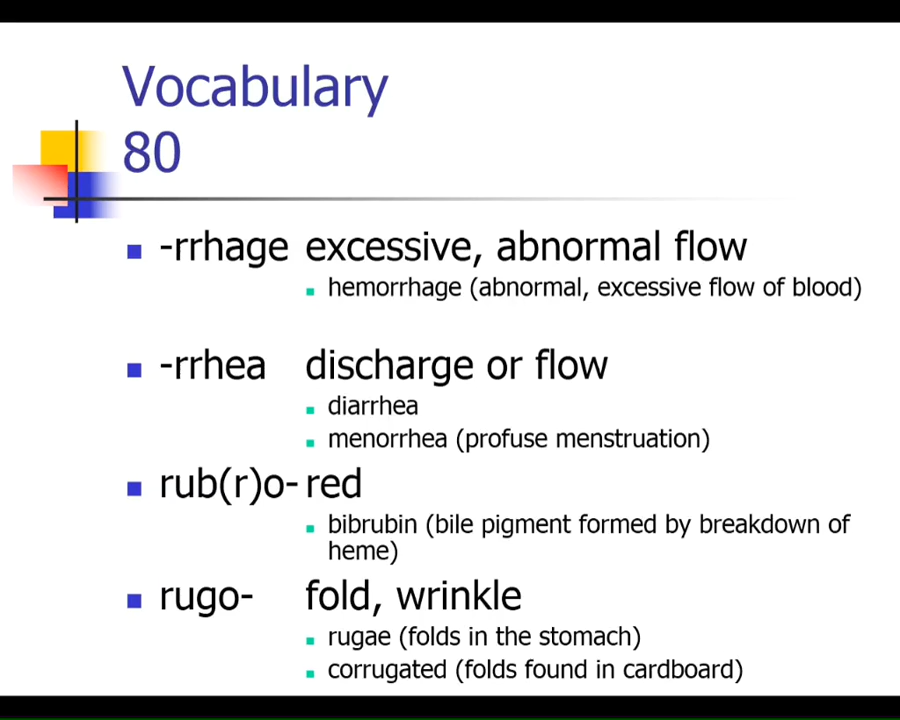 Vocabulary
80
-rrhage excessive, abnormal flow
hemorrhage (abnormal, excessive flow of blood)
-rrhea discharge or flow
diarrhea
menorrhea (profuse menstruation)
rub(r)o- red
bibrubin (bile pigment formed by breakdown of
heme)
rugo- fold, wrinkle
rugae (folds in the stomach)
corrugated (folds found in cardboard)